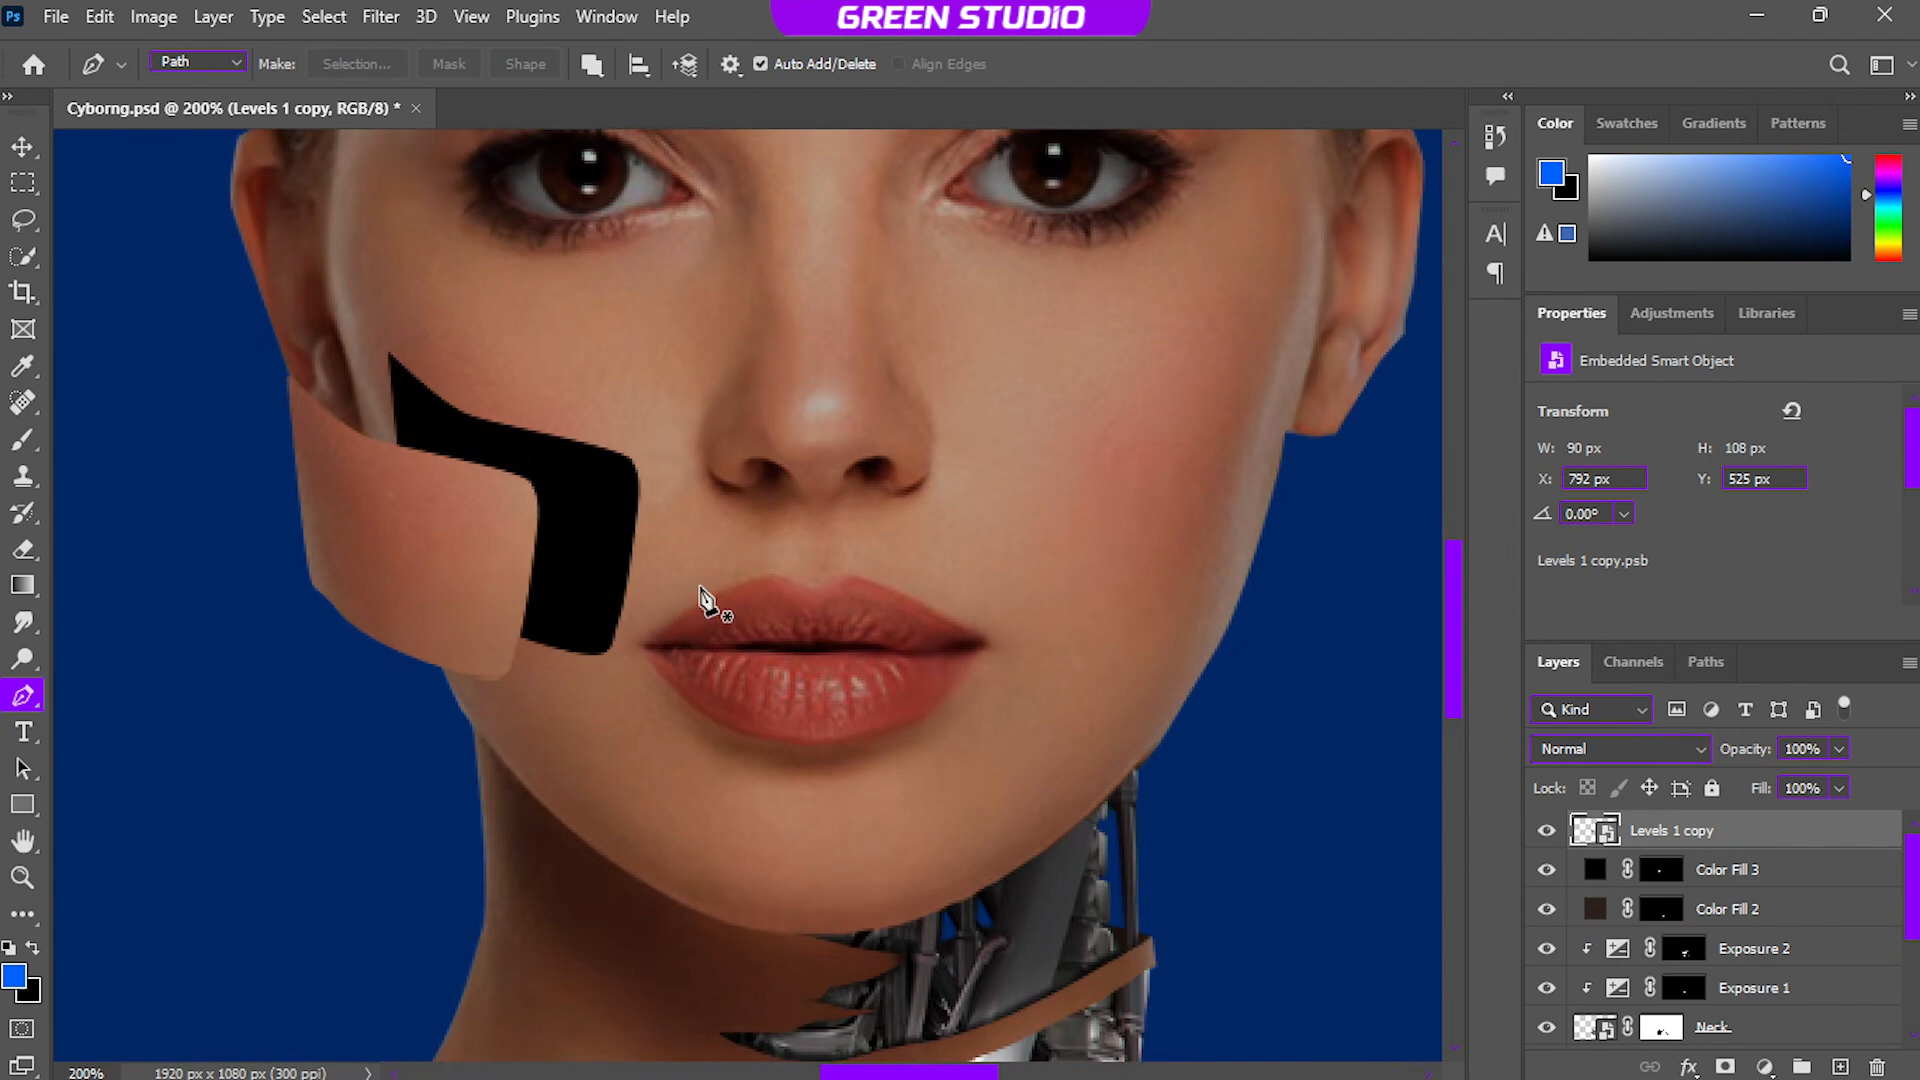 Ps File Edit Image Layer Type Select Filter 3D View Plugins Window Help
GREEN STUDIO
Path Make: Selection... Mask Shape Auto Add/Delete Align Edges
Cyborng.psd @ 200% (Levels 1 copy, RGB/8) *
Color Swatches Gradients Patterns
Properties Adjustments Libraries
Embedded Smart Object
Transform
W: 90 px H: 108 px
X: 792 px Y: 525 px
0.00°
Levels 1 copy.psb
Layers Channels Paths
Kind
Normal Opacity: 100%
Lock: Fill: 100%
Levels 1 copy
Color Fill 3
Color Fill 2
Exposure 2
Exposure 1
Neck
200% 1920 px x 1080 px (300 ppi)